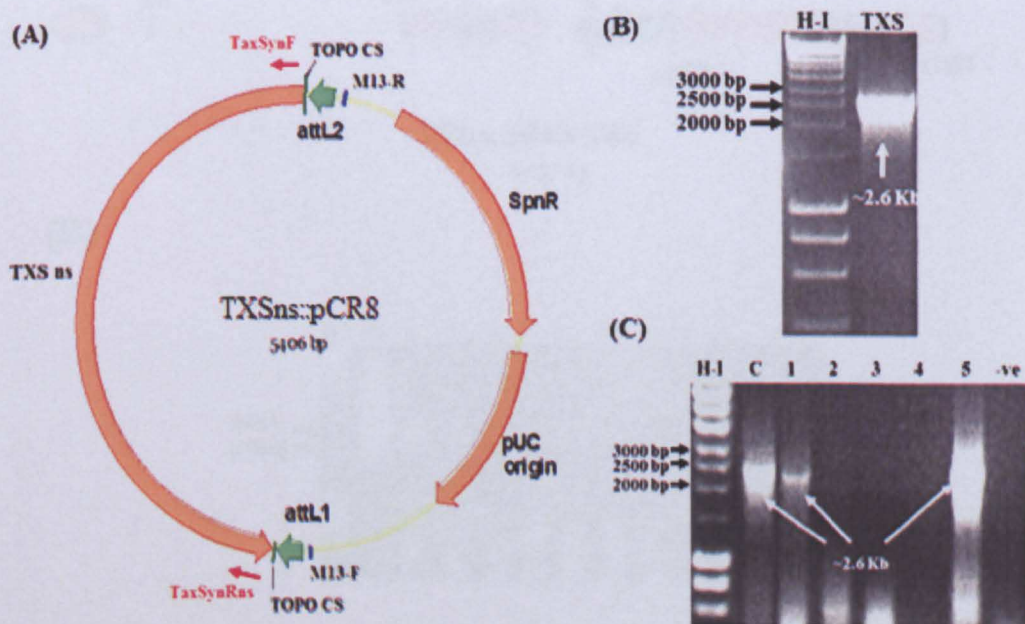 (A)
TaxSynF
TOPO CS
M13-R
attL2
SpnR
TXS ns
TXSns::pCR8
5406 bp
pUC
origin
attL1
M13-F
TaxSynRns
TOPO CS
(B)
H-I TXS
3000 bp
2500 bp
2000 bp
~2.6 Kb
(C)
H-I C 1 2 3 4 5 -ve
3000 bp
2500 bp
2000 bp
~2.6 Kb